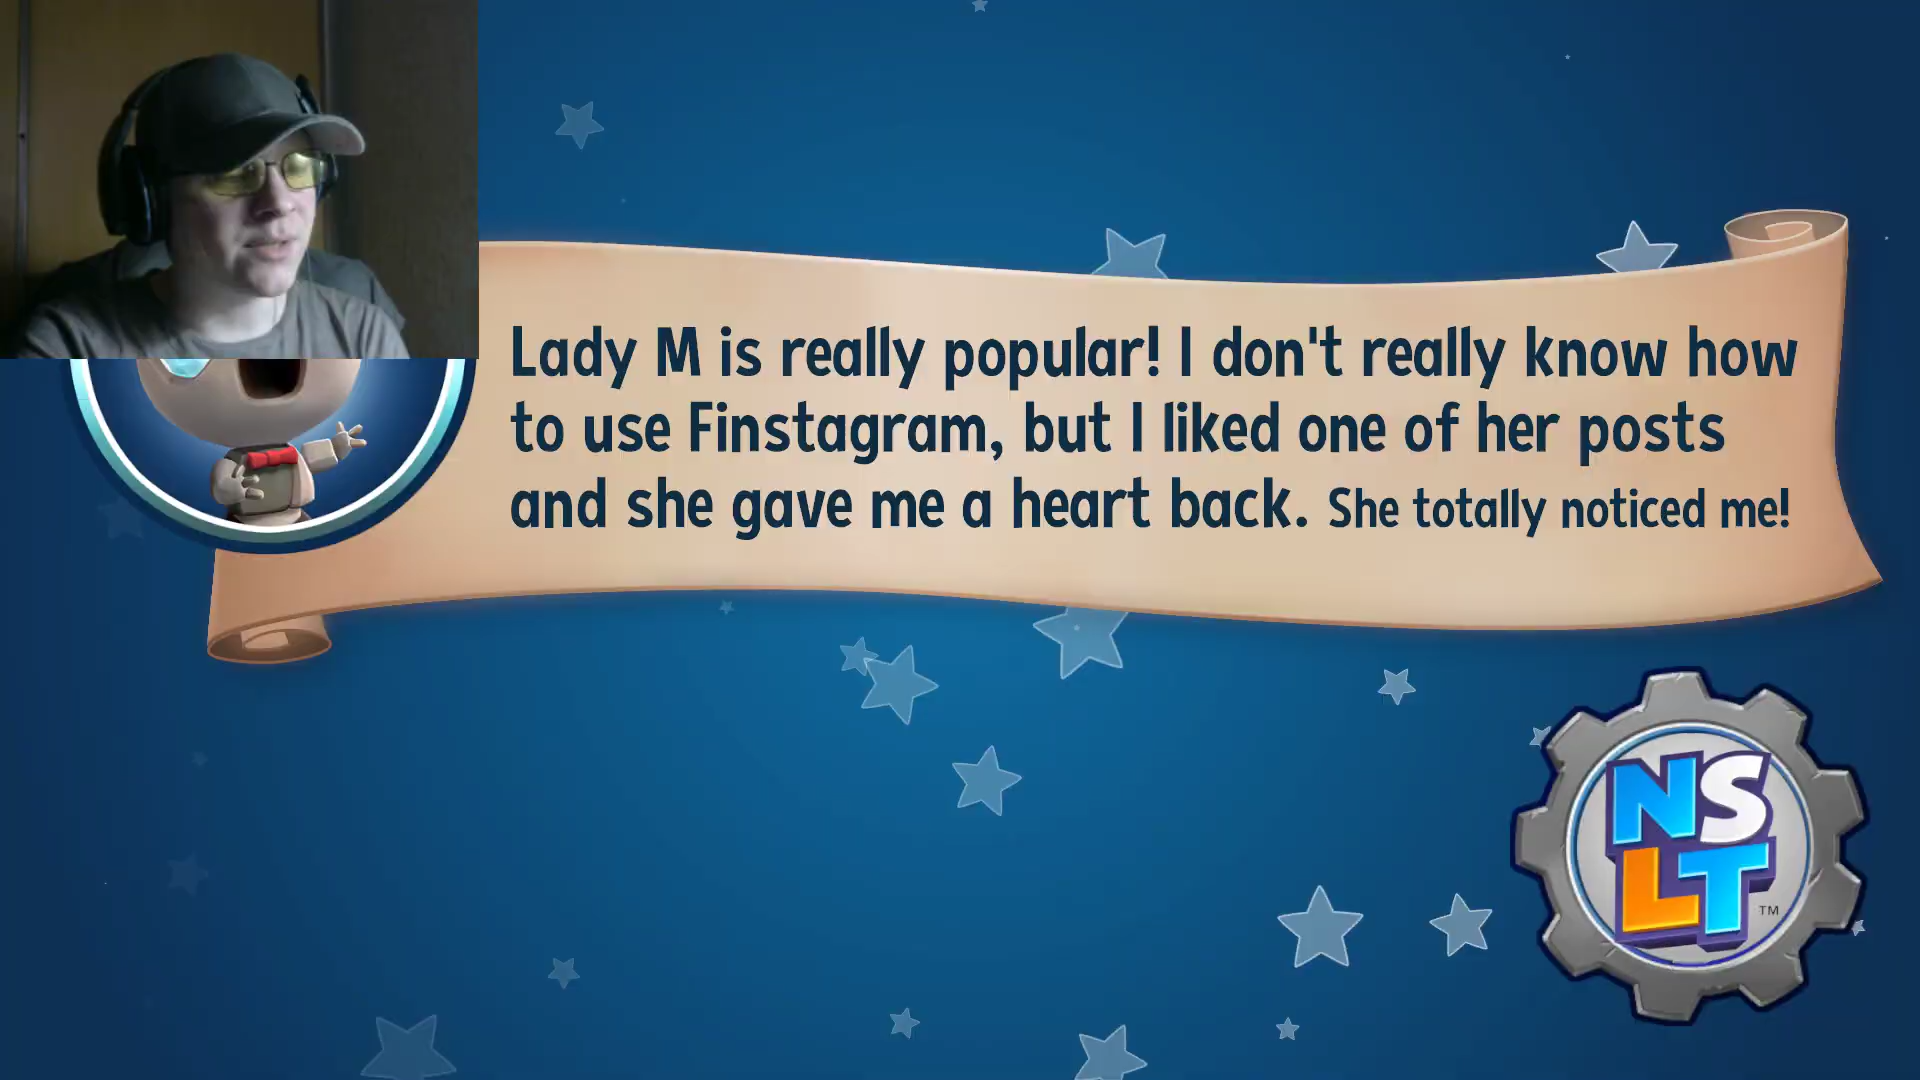 Lady M is really popular! I don't really know how
to use Finstagram, but I liked one of her posts
and she gave me a heart back. She totally noticed me!
NS
LT
TM